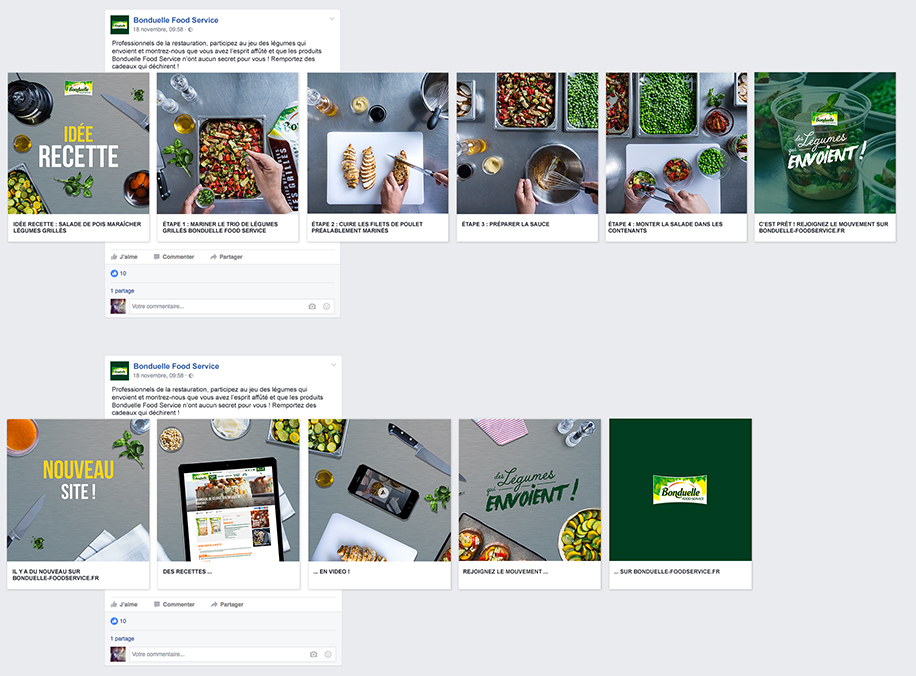 Bonduelle Food Service
18 novembre, 09:58 ·
Professionnels de la restauration, participez au jeu des légumes qui
envoient et montrez-nous que vous avez l'esprit affûté et que les produits
Bonduelle Food Service n'ont aucun secret pour vous ! Remportez des
cadeaux qui déchirent !
Bonduelle
IDÉE
RECETTE
GRILLÉS
Bonduelle
des Légumes
qui
ENVOIENT !
IDÉE RECETTE : SALADE DE POIS MARAÎCHER
LÉGUMES GRILLÉS
ÉTAPE 1 : MARINER LE TRIO DE LÉGUMES
GRILLÉS BONDUELLE FOOD SERVICE
ÉTAPE 2 : CUIRE LES FILETS DE POULET
PRÉALABLEMENT MARINÉS
ÉTAPE 3 : PRÉPARER LA SAUCE
ÉTAPE 4 : MONTER LA SALADE DANS LES
CONTENANTS
C'EST PRÊT ! REJOIGNEZ LE MOUVEMENT SUR
BONDUELLE-FOODSERVICE.FR
J'aime Commenter Partager
10
1 partage
Votre commentaire...
Bonduelle Food Service
18 novembre, 09:58 ·
Professionnels de la restauration, participez au jeu des légumes qui
envoient et montrez-nous que vous avez l'esprit affûté et que les produits
Bonduelle Food Service n'ont aucun secret pour vous ! Remportez des
cadeaux qui déchirent !
NOUVEAU
SITE !
des Légumes
qui
ENVOIENT !
Bonduelle
FOOD SERVICE
IL Y A DU NOUVEAU SUR
BONDUELLE-FOODSERVICE.FR
DES RECETTES ...
... EN VIDEO !
REJOIGNEZ LE MOUVEMENT ...
... SUR BONDUELLE-FOODSERVICE.FR
J'aime Commenter Partager
10
1 partage
Votre commentaire...